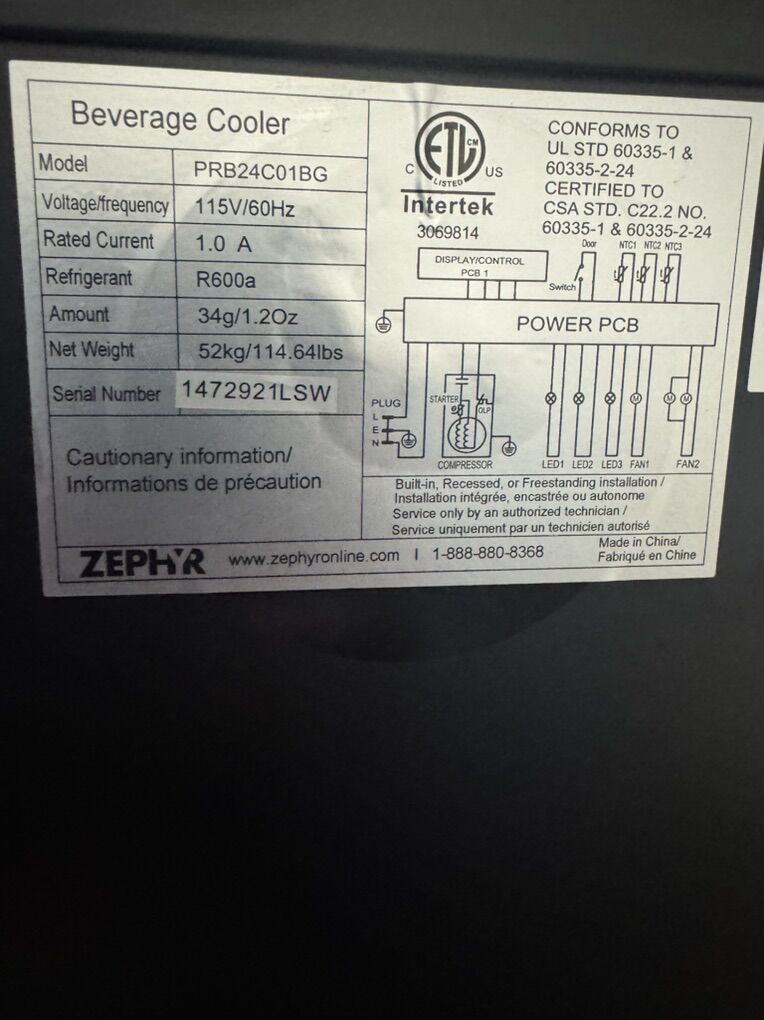 Beverage Cooler
Model PRB24C01BG
Voltage/frequency 115V/60Hz
Rated Current 1.0 A
Refrigerant R600a
Amount 34g/1.2Oz
Net Weight 52kg/114.64lbs
Serial Number 1472921LSW
Cautionary information/
Informations de précaution
ETL CM
LISTED
C US
Intertek
3069814
CONFORMS TO
UL STD 60335-1 &
60335-2-24
CERTIFIED TO
CSA STD. C22.2 NO.
60335-1 & 60335-2-24
DISPLAY/CONTROL
PCB 1
Door
Switch
NTC1 NTC2 NTC3
POWER PCB
PLUG
L
E
N
STARTER
OLP
COMPRESSOR
M M M
LED1 LED2 LED3 FAN1 FAN2
Built-in, Recessed, or Freestanding installation /
Installation intégrée, encastrée ou autonome
Service only by an authorized technician /
Service uniquement par un technicien autorisé
ZEPHYR www.zephyronline.com | 1-888-880-8368
Made in China/
Fabriqué en Chine